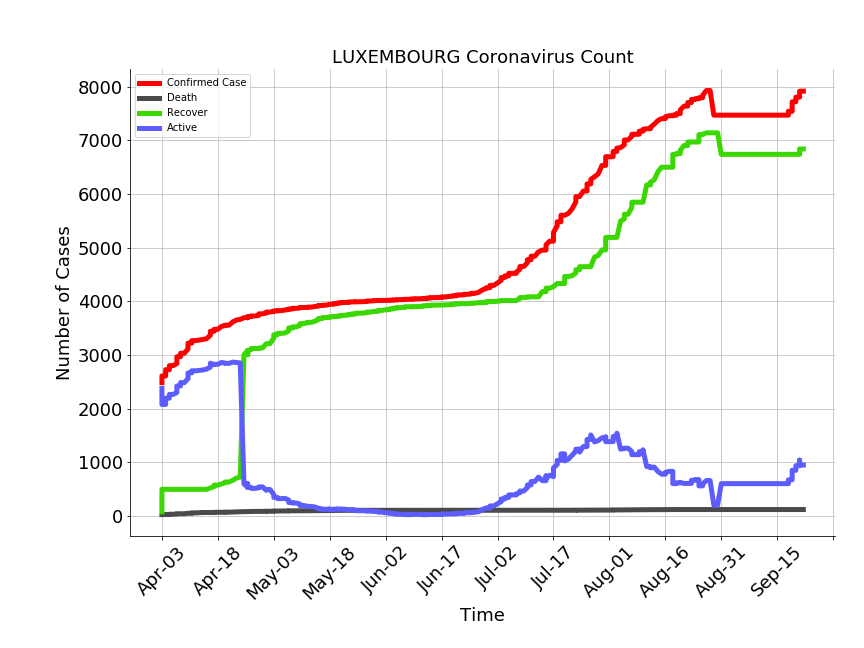 LUXEMBOURG Coronavirus Count
Confirmed Case
Death
Recover
Active
Number of Cases
8000
7000
6000
5000
4000
3000
2000
1000
0
Apr-03
Apr-18
May-03
May-18
Jun-02
Jun-17
Jul-02
Jul-17
Aug-01
Aug-16
Aug-31
Sep-15
Time